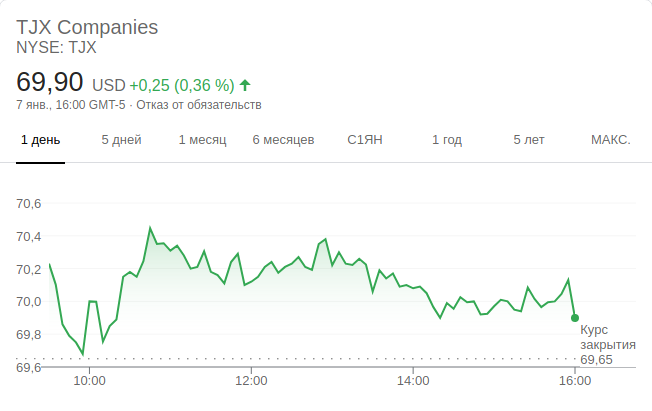 TJX Companies
NYSE: TJX
69,90 USD +0,25 (0,36 %)
7 янв., 16:00 GMT-5 · Отказ от обязательств
1 день 5 дней 1 месяц 6 месяцев С1ЯН 1 год 5 лет МАКС.
70,6
70,4
70,2
70,0
69,8
69,6
Курс
закрытия
69,65
10:00 12:00 14:00 16:00